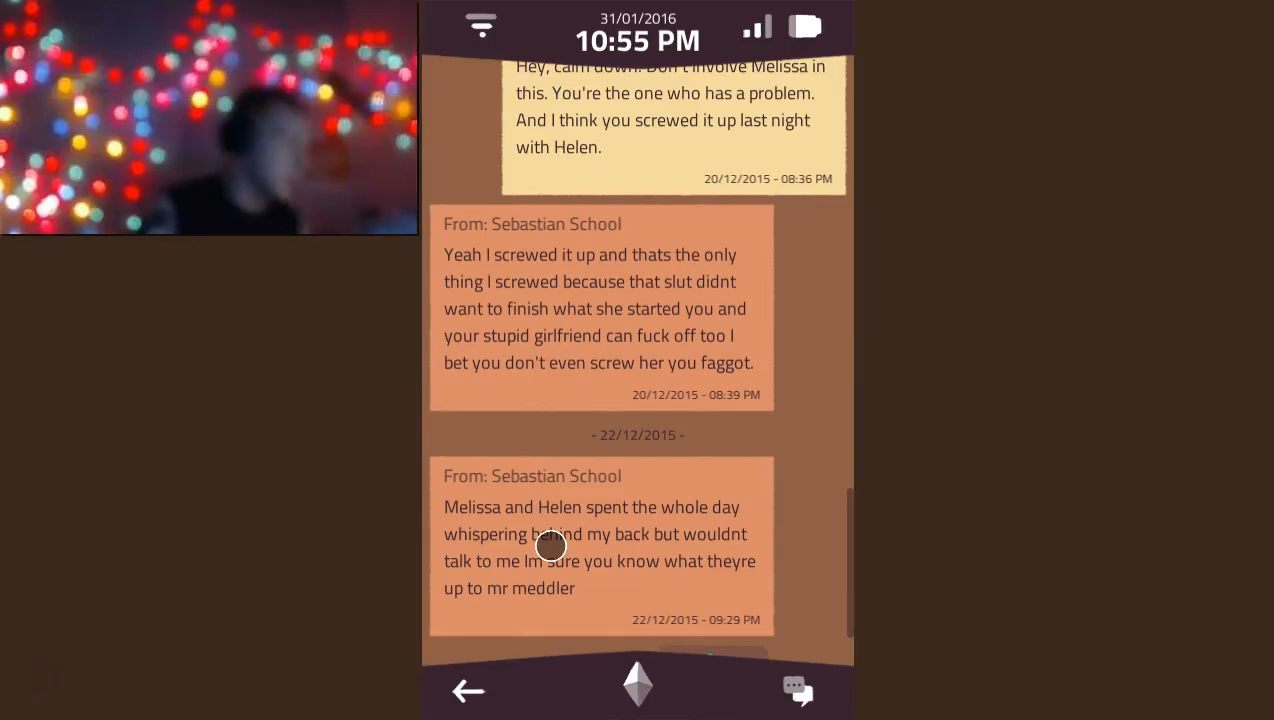 31/01/2016
10:55 PM
Hey, calm down. Don't involve Melissa in
this. You're the one who has a problem.
And I think you screwed it up last night
with Helen.
20/12/2015 - 08:36 PM
From: Sebastian School
Yeah I screwed it up and thats the only
thing I screwed because that slut didnt
want to finish what she started you and
your stupid girlfriend can fuck off too I
bet you don't even screw her you faggot.
20/12/2015 - 08:39 PM
- 22/12/2015 -
From: Sebastian School
Melissa and Helen spent the whole day
whispering behind my back but wouldnt
talk to me Im sure you know what theyre
up to mr meddler
22/12/2015 - 09:29 PM